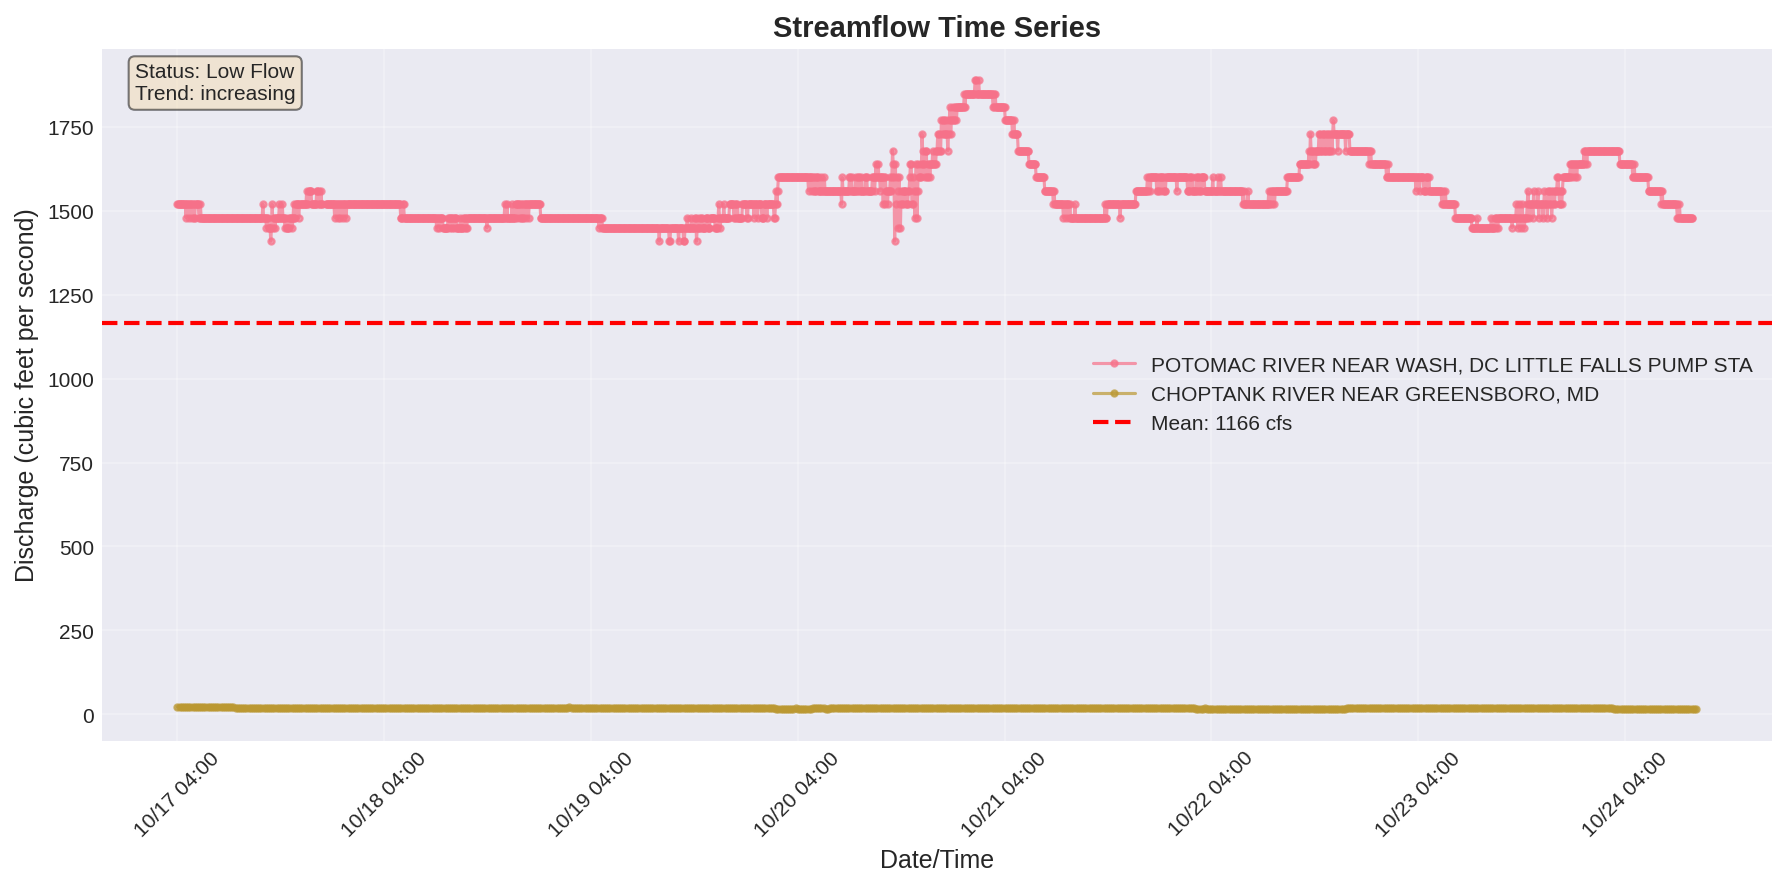 Streamflow Time Series
Status: Low Flow
Trend: increasing
Discharge (cubic feet per second)
1750
1500
1250
1000
750
500
250
0
POTOMAC RIVER NEAR WASH, DC LITTLE FALLS PUMP STA
CHOPTANK RIVER NEAR GREENSBORO, MD
Mean: 1166 cfs
10/17 04:00
10/18 04:00
10/19 04:00
10/20 04:00
10/21 04:00
10/22 04:00
10/23 04:00
10/24 04:00
Date/Time